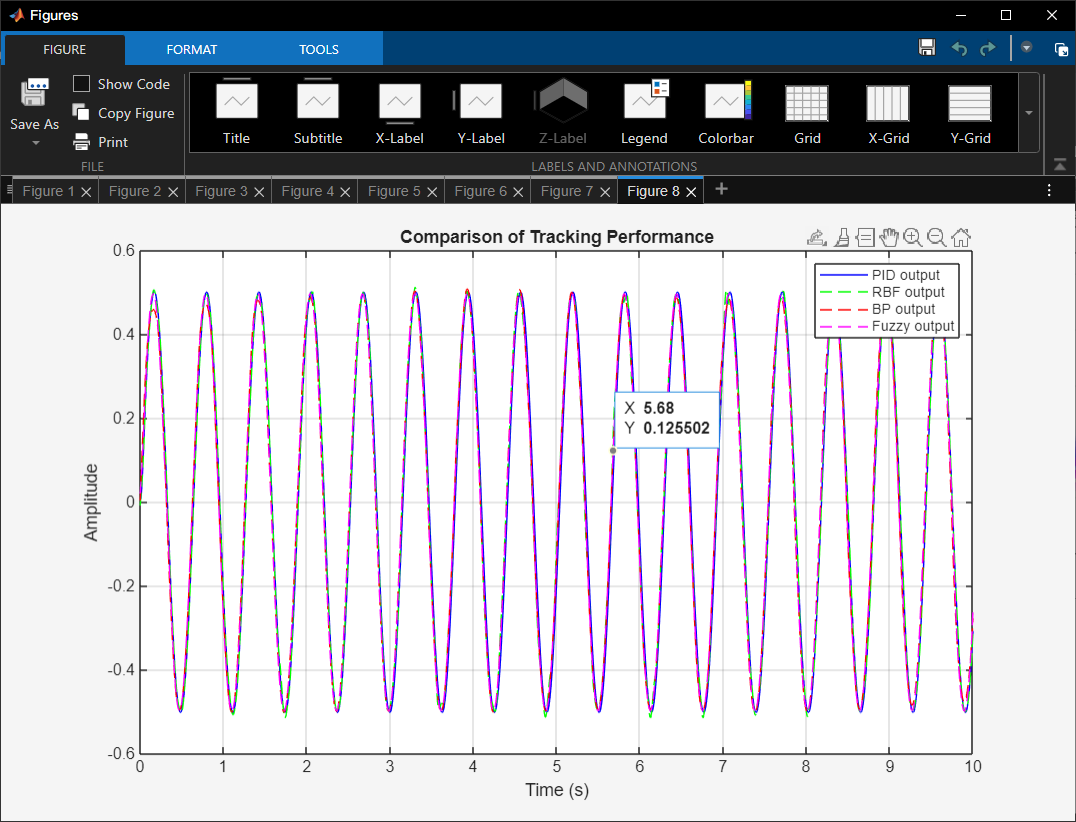 Figures
FIGURE FORMAT TOOLS
Save As
Show Code
Copy Figure
Print
FILE
Title Subtitle X-Label Y-Label Z-Label Legend Colorbar Grid X-Grid Y-Grid
LABELS AND ANNOTATIONS
Figure 1 Figure 2 Figure 3 Figure 4 Figure 5 Figure 6 Figure 7 Figure 8
Comparison of Tracking Performance
PID output
RBF output
BP output
Fuzzy output
X 5.68
Y 0.125502
0.6
0.4
0.2
0
-0.2
-0.4
-0.6
Amplitude
0 1 2 3 4 5 6 7 8 9 10
Time (s)